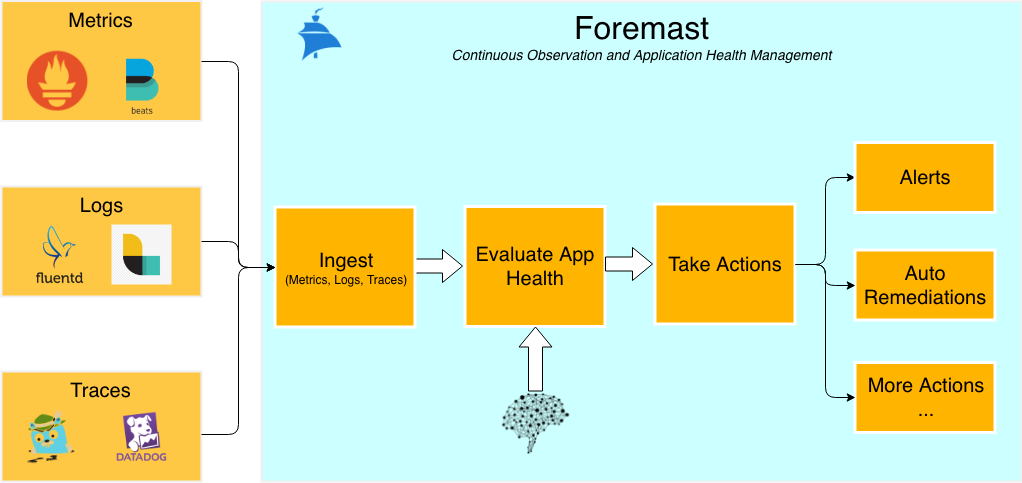 Metrics
beats
Logs
fluentd
Traces
DATADOG
Foremast
Continuous Observation and Application Health Management
Ingest
(Metrics, Logs, Traces)
Evaluate App
Health
Take Actions
Alerts
Auto
Remediations
More Actions
...